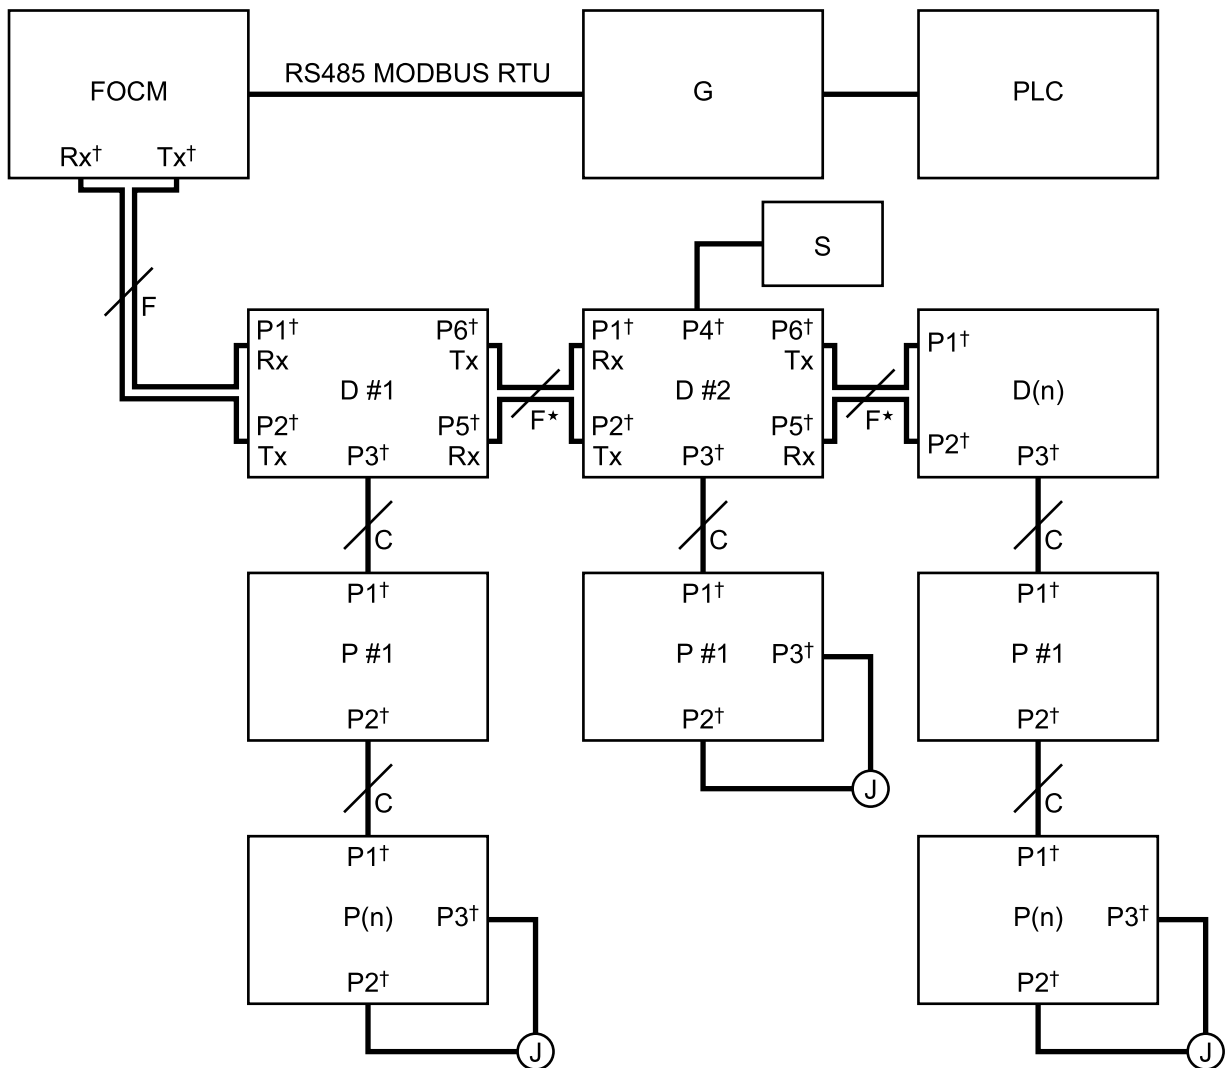 FOCM
RS485 MODBUS RTU
G
PLC
Rx† Tx†
S
F
P1†
Rx
P6†
Tx
D #1
P2†
Tx
P3†
P5†
Rx
F★
P1†
Rx
P4†
P6†
Tx
D #2
P2†
Tx
P3†
P5†
Rx
F★
P1†
D(n)
P2†
P3†
C
C
C
P1†
P #1
P2†
P1†
P #1
P3†
P2†
J
P1†
P #1
P2†
C
C
P1†
P(n)
P3†
P2†
J
P1†
P(n)
P3†
P2†
J